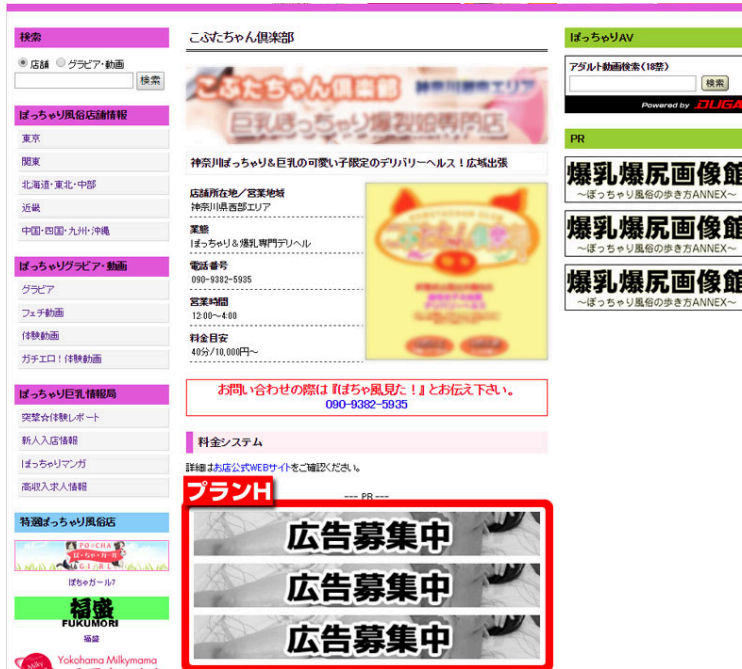 検索
店舗 グラビア・動画
検索
ぽっちゃり風俗店舗情報
東京
関東
北海道・東北・中部
近畿
中国・四国・九州・沖縄
ぽっちゃりグラビア・動画
グラビア
フェチ動画
体験動画
ガチエロ!体験動画
ぽっちゃり巨乳情報局
突撃☆体験レポート
新人入店情報
ぽっちゃりマンガ
高収入求人情報
特選ぽっちゃり風俗店
PO×CHA
ぽっちゃ・ガール
GIRL
ぽちゃガール7
福盛
FUKUMORI
福盛
Milky
Yokohama Milkymama
こぶたちゃん倶楽部
こぶたちゃん倶楽部 神奈川県央エリア
巨乳ぽっちゃり爆裂娘専門店
神奈川ぽっちゃり&巨乳の可愛い子限定のデリバリーヘルス!広域出張
店舗所在地/営業地域
神奈川県西部エリア
業態
ぽっちゃり&爆乳専門デリヘル
電話番号
090-9382-5935
営業時間
12:00~4:00
料金目安
40分/10,000円~
こぶたちゃん倶楽部
お問い合わせの際は『ぽちゃ風見た!』とお伝え下さい。
090-9382-5935
料金システム
詳細はお店公式WEBサイトをご確認ください。
プランH
--- PR ---
広告募集中
広告募集中
広告募集中
ぽっちゃりAV
アダルト動画検索(18禁)
検索
Powered by DUGA
PR
爆乳爆尻画像館
~ぽっちゃり風俗の歩き方ANNEX~
爆乳爆尻画像館
~ぽっちゃり風俗の歩き方ANNEX~
爆乳爆尻画像館
~ぽっちゃり風俗の歩き方ANNEX~